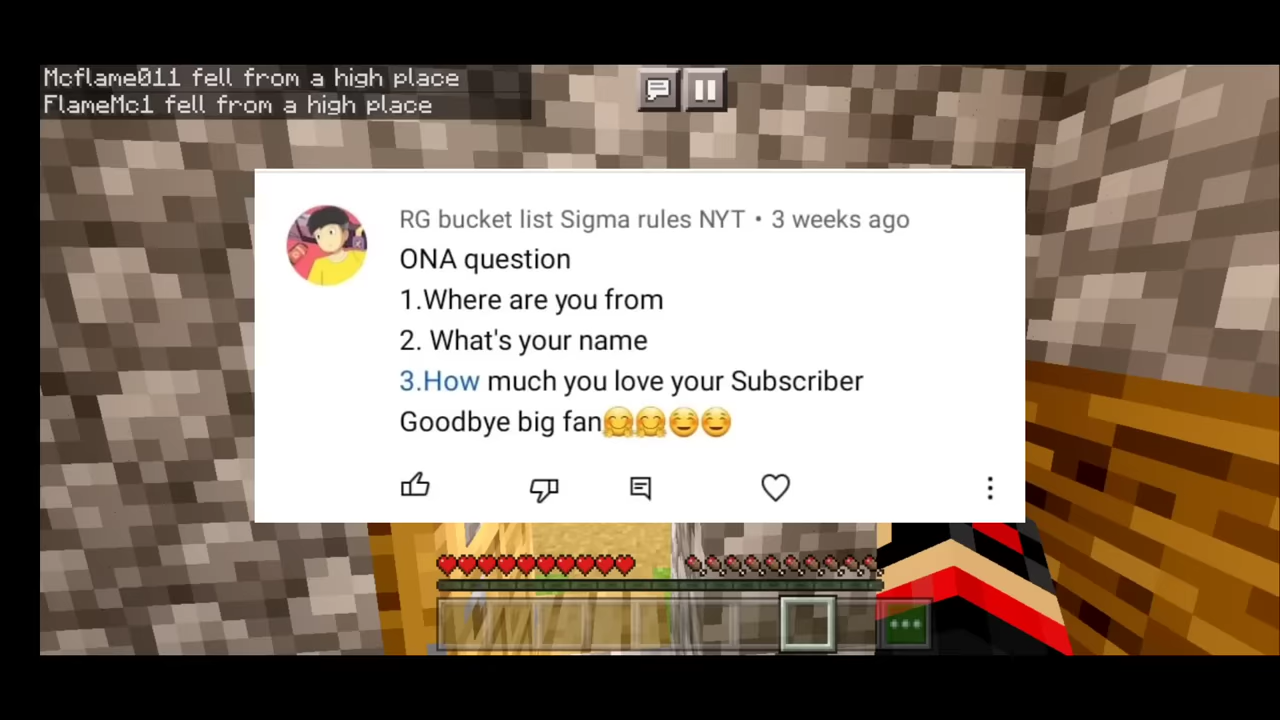 Mcflame011 fell from a high place
FlameMc1 fell from a high place
RG bucket list Sigma rules NYT • 3 weeks ago
ONA question
1.Where are you from
2. What's your name
3.How much you love your Subscriber
Goodbye big fan🤗🤗☺️☺️